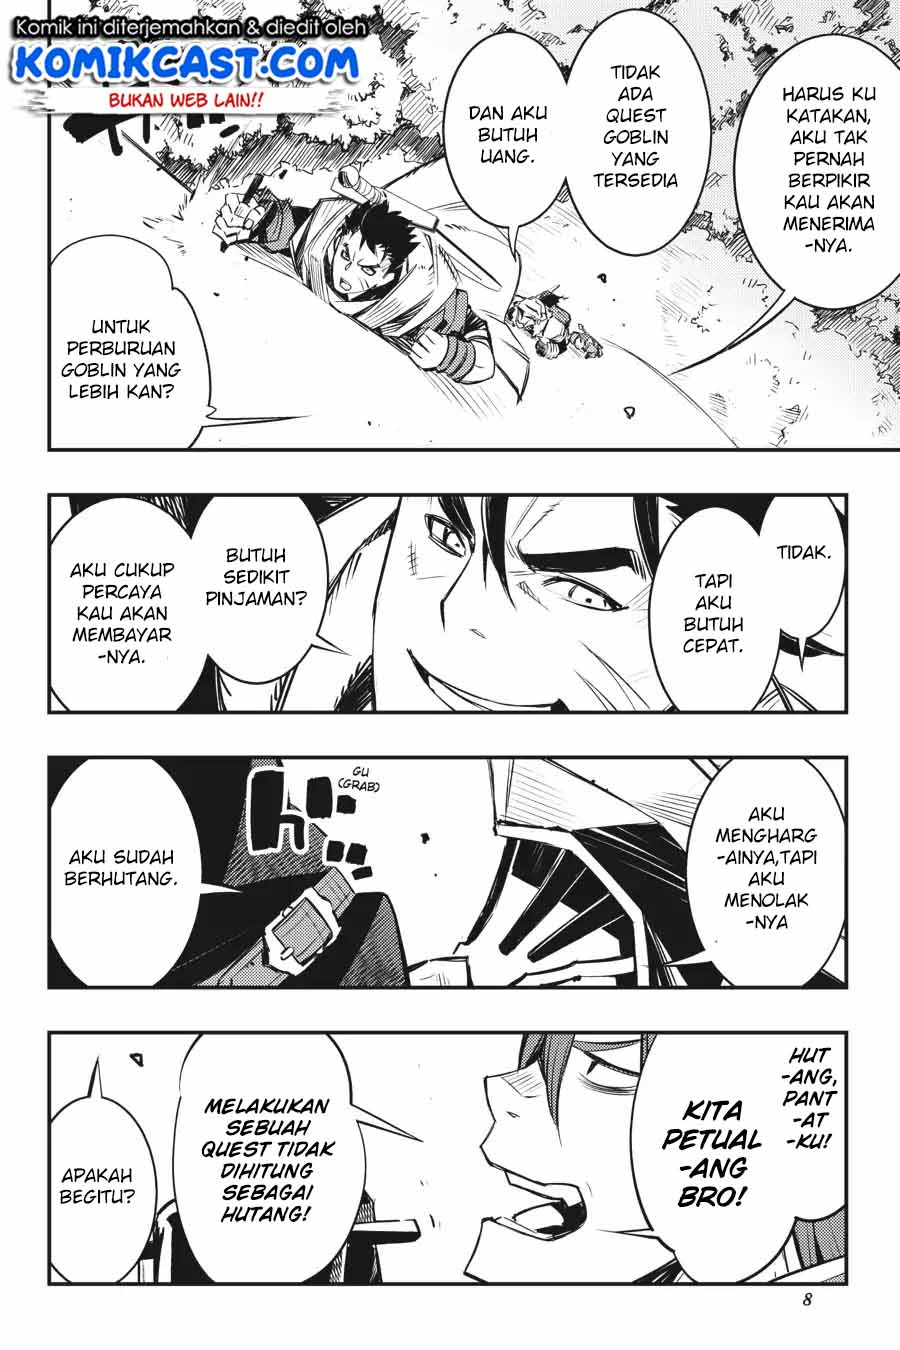 Komik ini diterjemahkan & diedit oleh
KOMIKCAST.COM
BUKAN WEB LAIN!!
HARUS KU
KATAKAN,
AKU TAK
PERNAH
BERPIKIR
KAU AKAN
MENERIMA
-NYA.
TIDAK
ADA
QUEST
GOBLIN
YANG
TERSEDIA
DAN AKU
BUTUH
UANG.
UNTUK
PERBURUAN
GOBLIN YANG
LEBIH KAN?
TIDAK.
TAPI
AKU
BUTUH
CEPAT.
BUTUH
SEDIKIT
PINJAMAN?
AKU CUKUP
PERCAYA
KAU AKAN
MEMBAYAR
-NYA.
AKU
MENGHARG
-AINYA,TAPI
AKU
MENOLAK
-NYA
GU
(GRAB)
AKU SUDAH
BERHUTANG.
HUT
-ANG,
PANT
-AT
-KU!
KITA
PETUAL
-ANG
BRO!
MELAKUKAN
SEBUAH
QUEST TIDAK
DIHITUNG
SEBAGAI
HUTANG!
APAKAH
BEGITU?
8